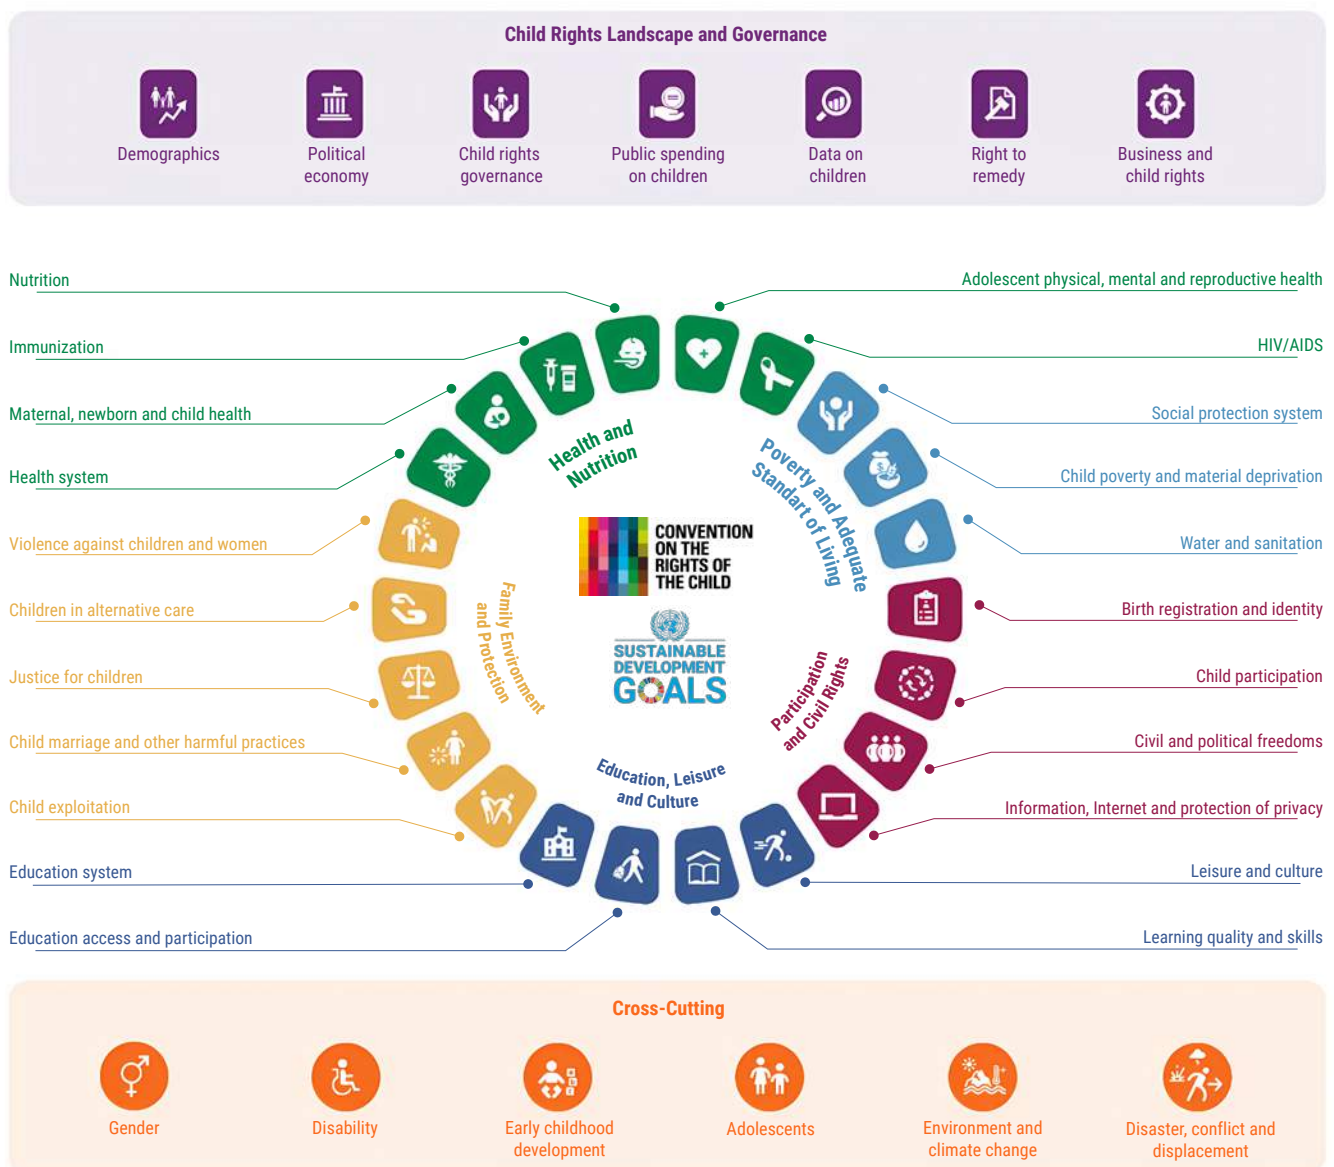 Child Rights Landscape and Governance
Demographics
Political
economy
Child rights
governance
Public spending
on children
Data on
children
Right to
remedy
Business and
child rights
Nutrition
Immunization
Maternal, newborn and child health
Health system
Violence against children and women
Children in alternative care
Justice for children
Child marriage and other harmful practices
Child exploitation
Education system
Education access and participation
Adolescent physical, mental and reproductive health
HIV/AIDS
Social protection system
Child poverty and material deprivation
Water and sanitation
Birth registration and identity
Child participation
Civil and political freedoms
Information, Internet and protection of privacy
Leisure and culture
Learning quality and skills
Health and
Nutrition
Poverty and Adequate
Standart of Living
Family Environment
and Protection
Participation
and Civil Rights
Education, Leisure
and Culture
CONVENTION
ON THE
RIGHTS OF
THE CHILD
SUSTAINABLE
DEVELOPMENT
GOALS
Cross-Cutting
Gender
Disability
Early childhood
development
Adolescents
Environment and
climate change
Disaster, conflict and
displacement